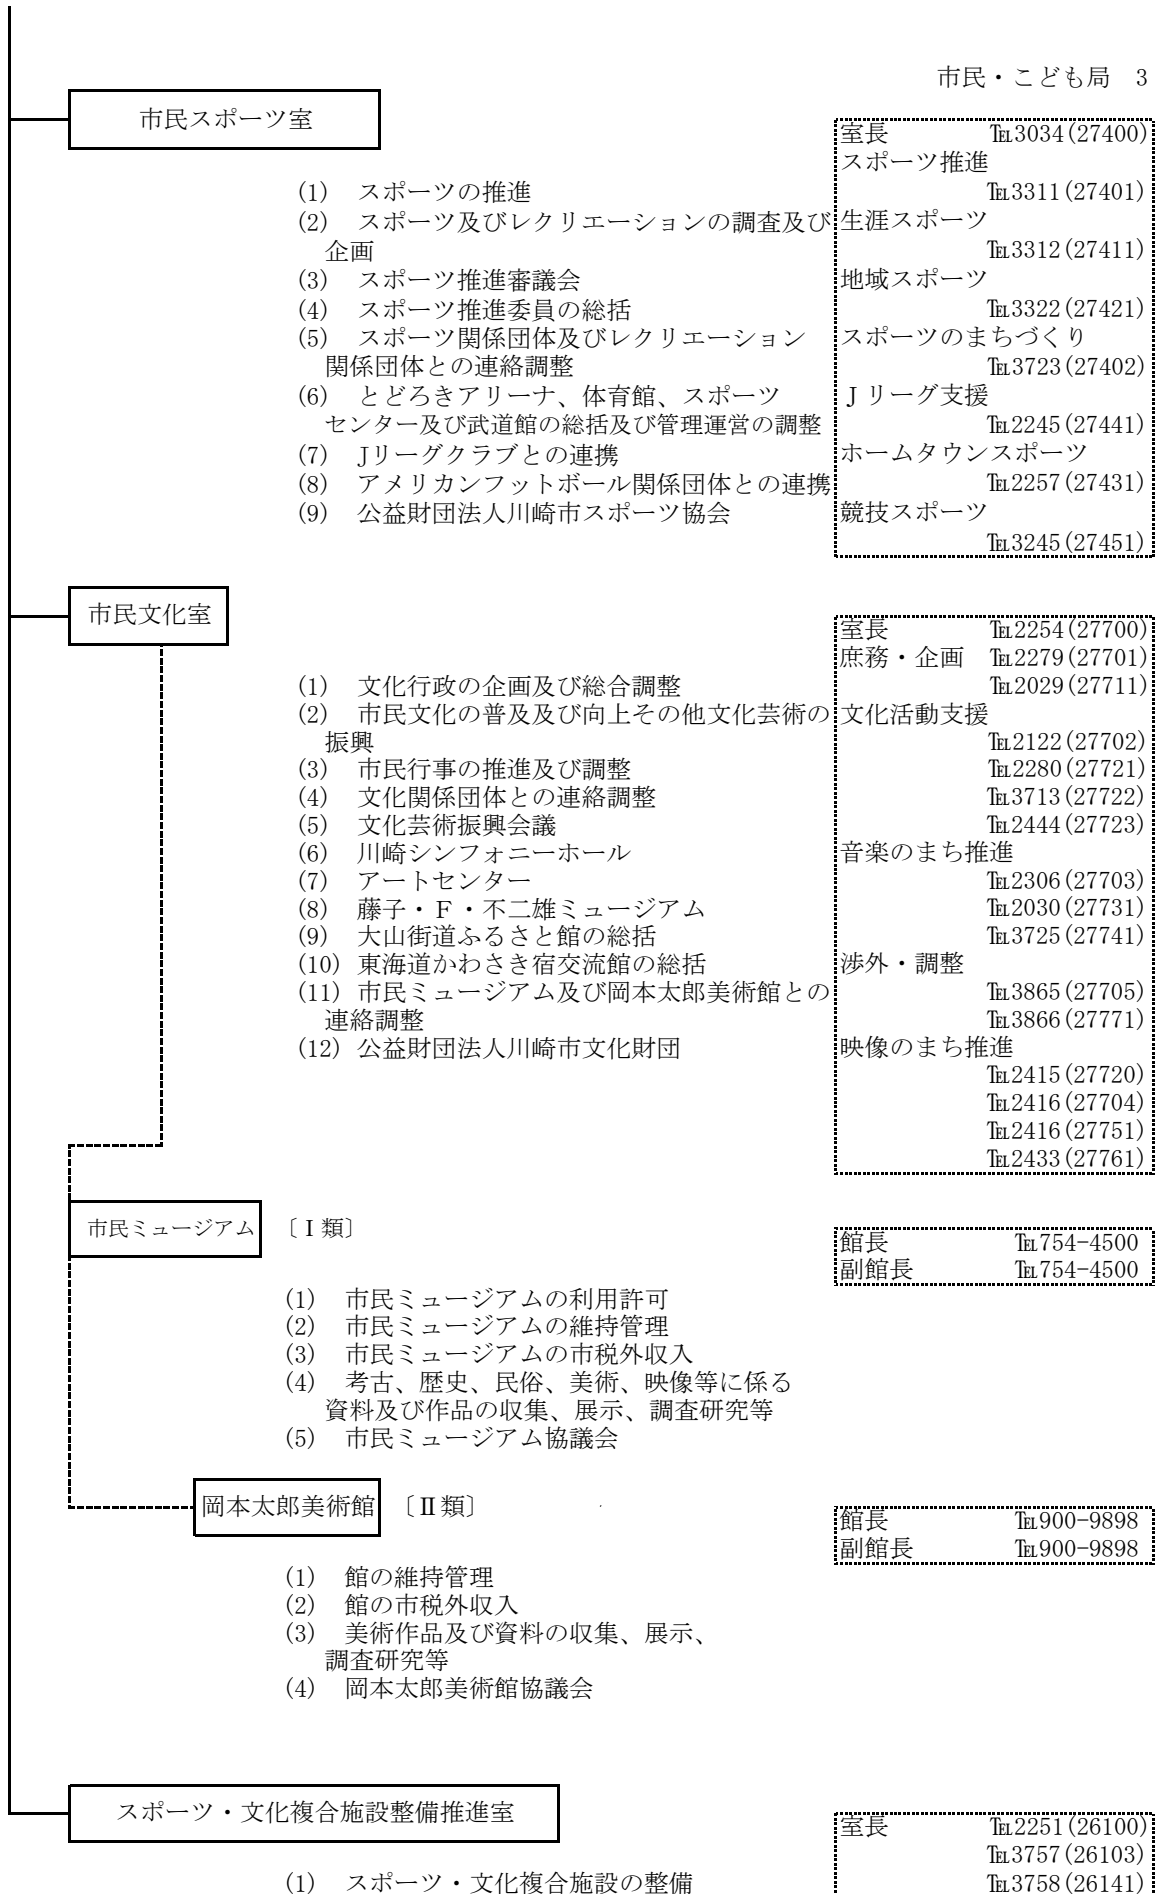 市民・こども局　3
市民スポーツ室
室長　℡3034(27400)
スポーツ推進
(1)　スポーツの推進
℡3311(27401)
(2)　スポーツ及びレクリエーションの調査及び
企画
生涯スポーツ
℡3312(27411)
(3)　スポーツ推進審議会
地域スポーツ
(4)　スポーツ推進委員の総括
℡3322(27421)
(5)　スポーツ関係団体及びレクリエーション
関係団体との連絡調整
スポーツのまちづくり
℡3723(27402)
(6)　とどろきアリーナ、体育館、スポーツ
センター及び武道館の総括及び管理運営の調整
Ｊリーグ支援
℡2245(27441)
(7)　Jリーグクラブとの連携
ホームタウンスポーツ
(8)　アメリカンフットボール関係団体との連携
℡2257(27431)
(9)　公益財団法人川崎市スポーツ協会
競技スポーツ
℡3245(27451)
市民文化室
室長　℡2254(27700)
庶務・企画　℡2279(27701)
(1)　文化行政の企画及び総合調整
℡2029(27711)
(2)　市民文化の普及及び向上その他文化芸術の
振興
文化活動支援
℡2122(27702)
(3)　市民行事の推進及び調整
℡2280(27721)
(4)　文化関係団体との連絡調整
℡3713(27722)
(5)　文化芸術振興会議
℡2444(27723)
(6)　川崎シンフォニーホール
音楽のまち推進
(7)　アートセンター
℡2306(27703)
(8)　藤子・Ｆ・不二雄ミュージアム
℡2030(27731)
(9)　大山街道ふるさと館の総括
℡3725(27741)
(10) 東海道かわさき宿交流館の総括
渉外・調整
(11) 市民ミュージアム及び岡本太郎美術館との
連絡調整
℡3865(27705)
℡3866(27771)
(12) 公益財団法人川崎市文化財団
映像のまち推進
℡2415(27720)
℡2416(27704)
℡2416(27751)
℡2433(27761)
市民ミュージアム　〔Ⅰ類〕
館長　℡754-4500
副館長　℡754-4500
(1)　市民ミュージアムの利用許可
(2)　市民ミュージアムの維持管理
(3)　市民ミュージアムの市税外収入
(4)　考古、歴史、民俗、美術、映像等に係る
資料及び作品の収集、展示、調査研究等
(5)　市民ミュージアム協議会
岡本太郎美術館　〔Ⅱ類〕
館長　℡900-9898
副館長　℡900-9898
(1)　館の維持管理
(2)　館の市税外収入
(3)　美術作品及び資料の収集、展示、
調査研究等
(4)　岡本太郎美術館協議会
スポーツ・文化複合施設整備推進室
室長　℡2251(26100)
℡3757(26103)
(1)　スポーツ・文化複合施設の整備
℡3758(26141)